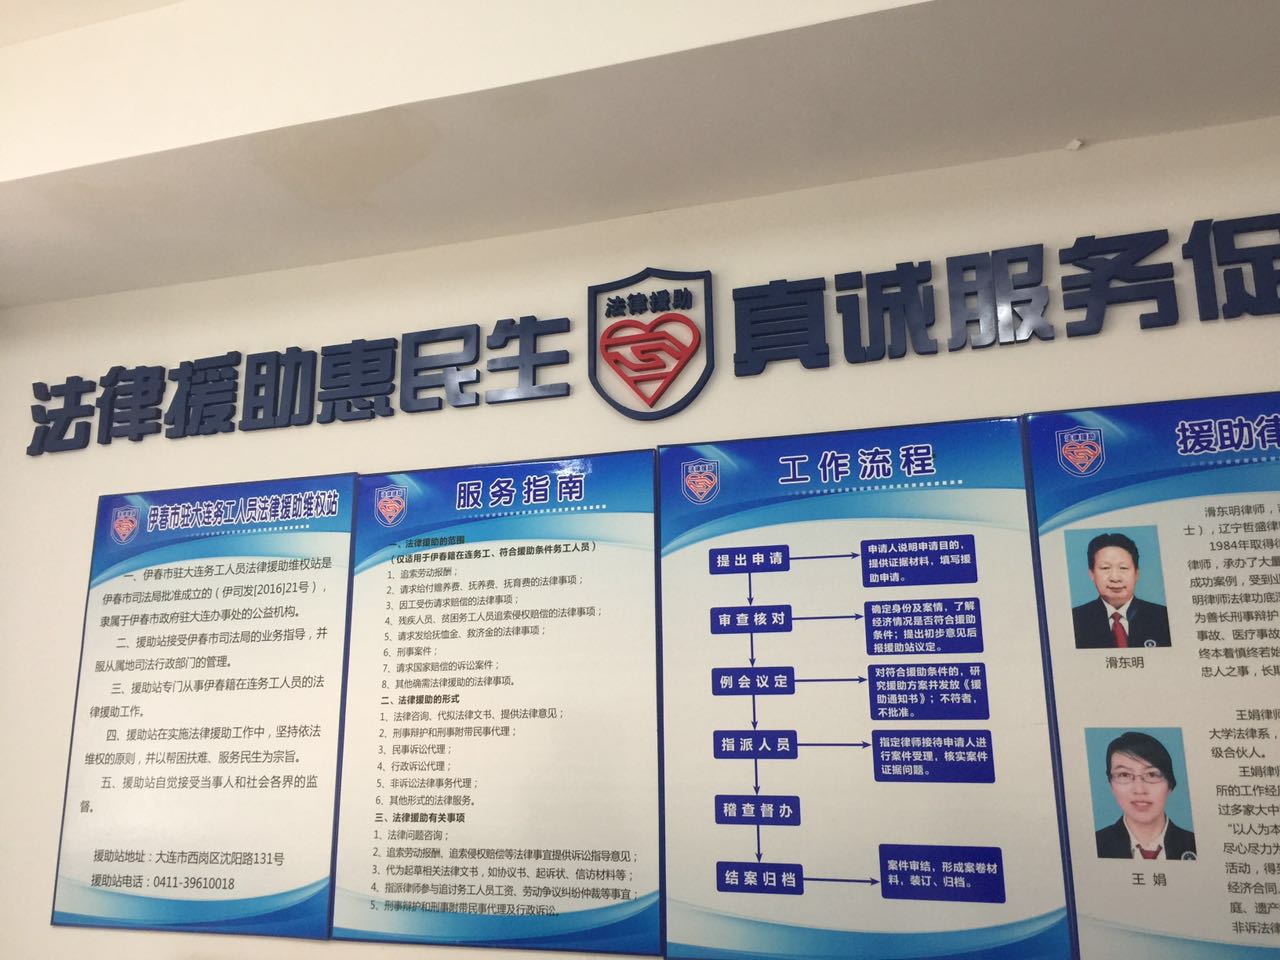 法律援助惠民生
法律援助
真诚服务促
伊春市驻大连务工人员法律援助维权站
一、伊春市驻大连务工人员法律援助维权站是
伊春市司法局批准成立的（伊司发[2016]21号），
隶属于伊春市政府驻大连办事处的公益机构。
二、援助站接受伊春市司法局的业务指导，并
服从属地司法行政部门的管理。
三、援助站专门从事伊春籍在连务工人员的法
律援助工作。
四、援助站在实施法律援助工作中，坚持依法
维权的原则，并以帮困扶难、服务民生为宗旨。
五、援助站自觉接受当事人和社会各界的监
督。
援助站地址：大连市西岗区沈阳路131号
援助站电话：0411-39610018
服务指南
一、法律援助的范围
（仅适用于伊春籍在连务工、符合援助条件务工人员）
1、追索劳动报酬；
2、请求给付赡养费、抚养费、抚育费的法律事项；
3、因工受伤请求赔偿的法律事项；
4、残疾人员、贫困务工人员追索侵权赔偿的法律事项；
5、请求发给抚恤金、救济金的法律事项；
6、刑事案件；
7、请求国家赔偿的诉讼案件；
8、其他确需法律援助的法律事项。
二、法律援助的形式
1、法律咨询、代拟法律文书、提供法律意见；
2、刑事辩护和刑事附带民事代理；
3、民事诉讼代理；
4、行政诉讼代理；
5、非诉讼法律事务代理；
6、其他形式的法律服务。
三、法律援助有关事项
1、法律问题咨询；
2、追索劳动报酬、追索侵权赔偿等法律事宜提供诉讼指导意见；
3、代为起草相关法律文书，如协议书、起诉状、信访材料等；
4、指派律师参与追讨务工人员工资、劳动争议纠纷仲裁等事宜；
5、刑事辩护和刑事附带民事代理及行政诉讼。
工作流程
提出申请
申请人说明申请目的，
提供证据材料，填写援
助申请。
审查核对
确定身份及案情，了解
经济情况是否符合援助
条件；提出初步意见后
报援助站议定。
例会议定
对符合援助条件的，研
究援助方案并发放《援
助通知书》；不符者，
不批准。
指派人员
指定律师接待申请人进
行案件受理，核实案件
证据问题。
稽查督办
结案归档
案件审结，形成案卷材
料，装订、归档。
援助律
滑东明律师，
士），辽宁哲盛律
1984年取得律
律师，承办了大量
成功案例，受到业
明律师法律功底深
为善长刑事辩护
事故、医疗事故
终本着慎终若始
忠人之事，长期
滑东明
王娟律师
大学法律系，
级合伙人。
王娟律师
所的工作经历
过多家大中
“以人为本
尽心尽力为
活动，得到
经济合同、
庭、遗产
非诉法律
王 娟